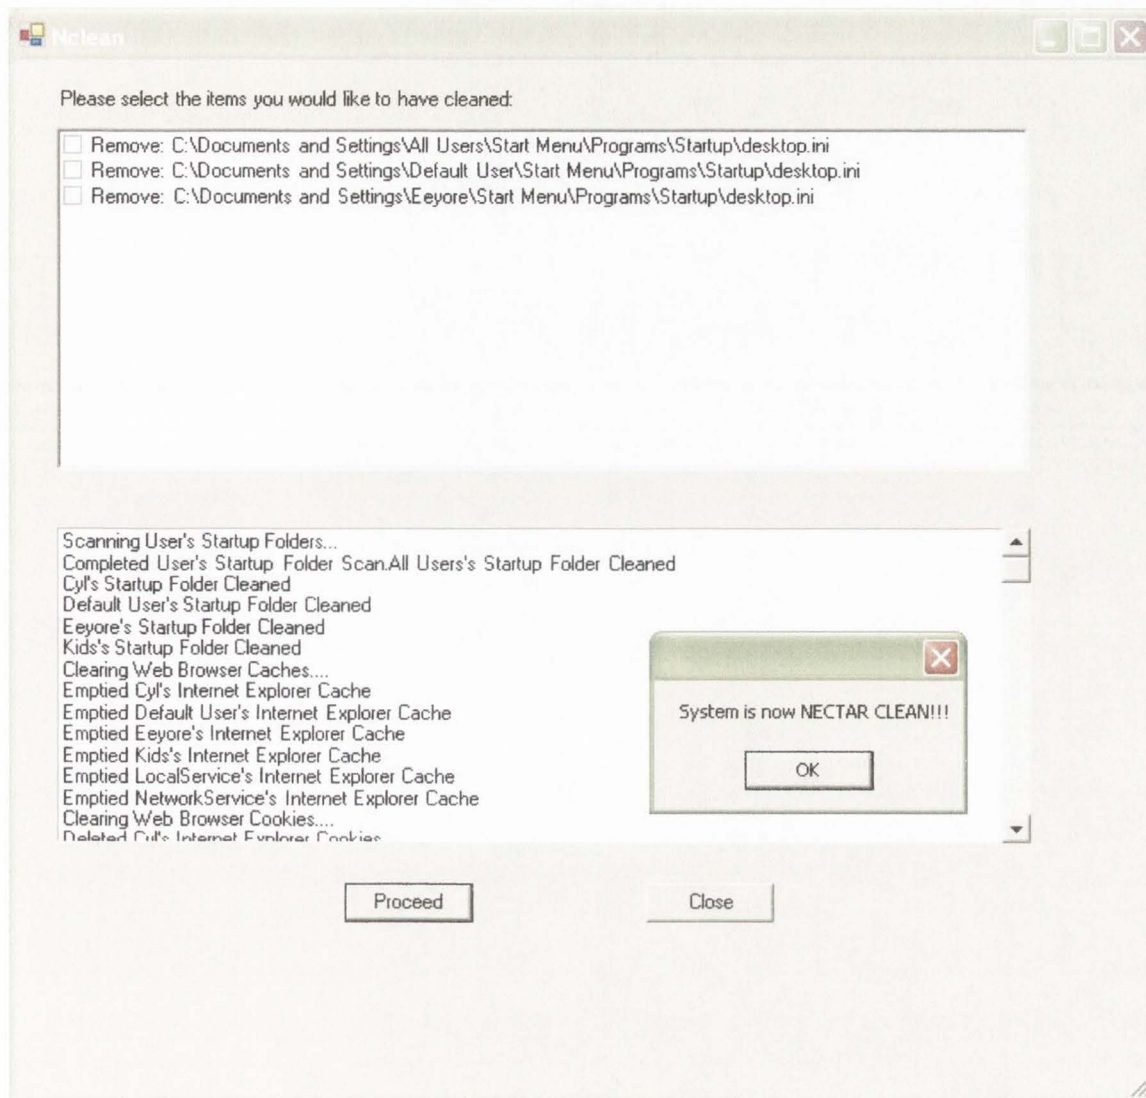 Nclean
Please select the items you would like to have cleaned:
Remove: C:\Documents and Settings\All Users\Start Menu\Programs\Startup\desktop.ini
Remove: C:\Documents and Settings\Default User\Start Menu\Programs\Startup\desktop.ini
Remove: C:\Documents and Settings\Eeyore\Start Menu\Programs\Startup\desktop.ini
Scanning User's Startup Folders...
Completed User's Startup Folder Scan.All Users's Startup Folder Cleaned
Cyl's Startup Folder Cleaned
Default User's Startup Folder Cleaned
Eeyore's Startup Folder Cleaned
Kids's Startup Folder Cleaned
Clearing Web Browser Caches....
Emptied Cyl's Internet Explorer Cache
Emptied Default User's Internet Explorer Cache
Emptied Eeyore's Internet Explorer Cache
Emptied Kids's Internet Explorer Cache
Emptied LocalService's Internet Explorer Cache
Emptied NetworkService's Internet Explorer Cache
Clearing Web Browser Cookies....
Deleted Cyl's Internet Explorer Cookies
System is now NECTAR CLEAN!!!
OK
Proceed
Close